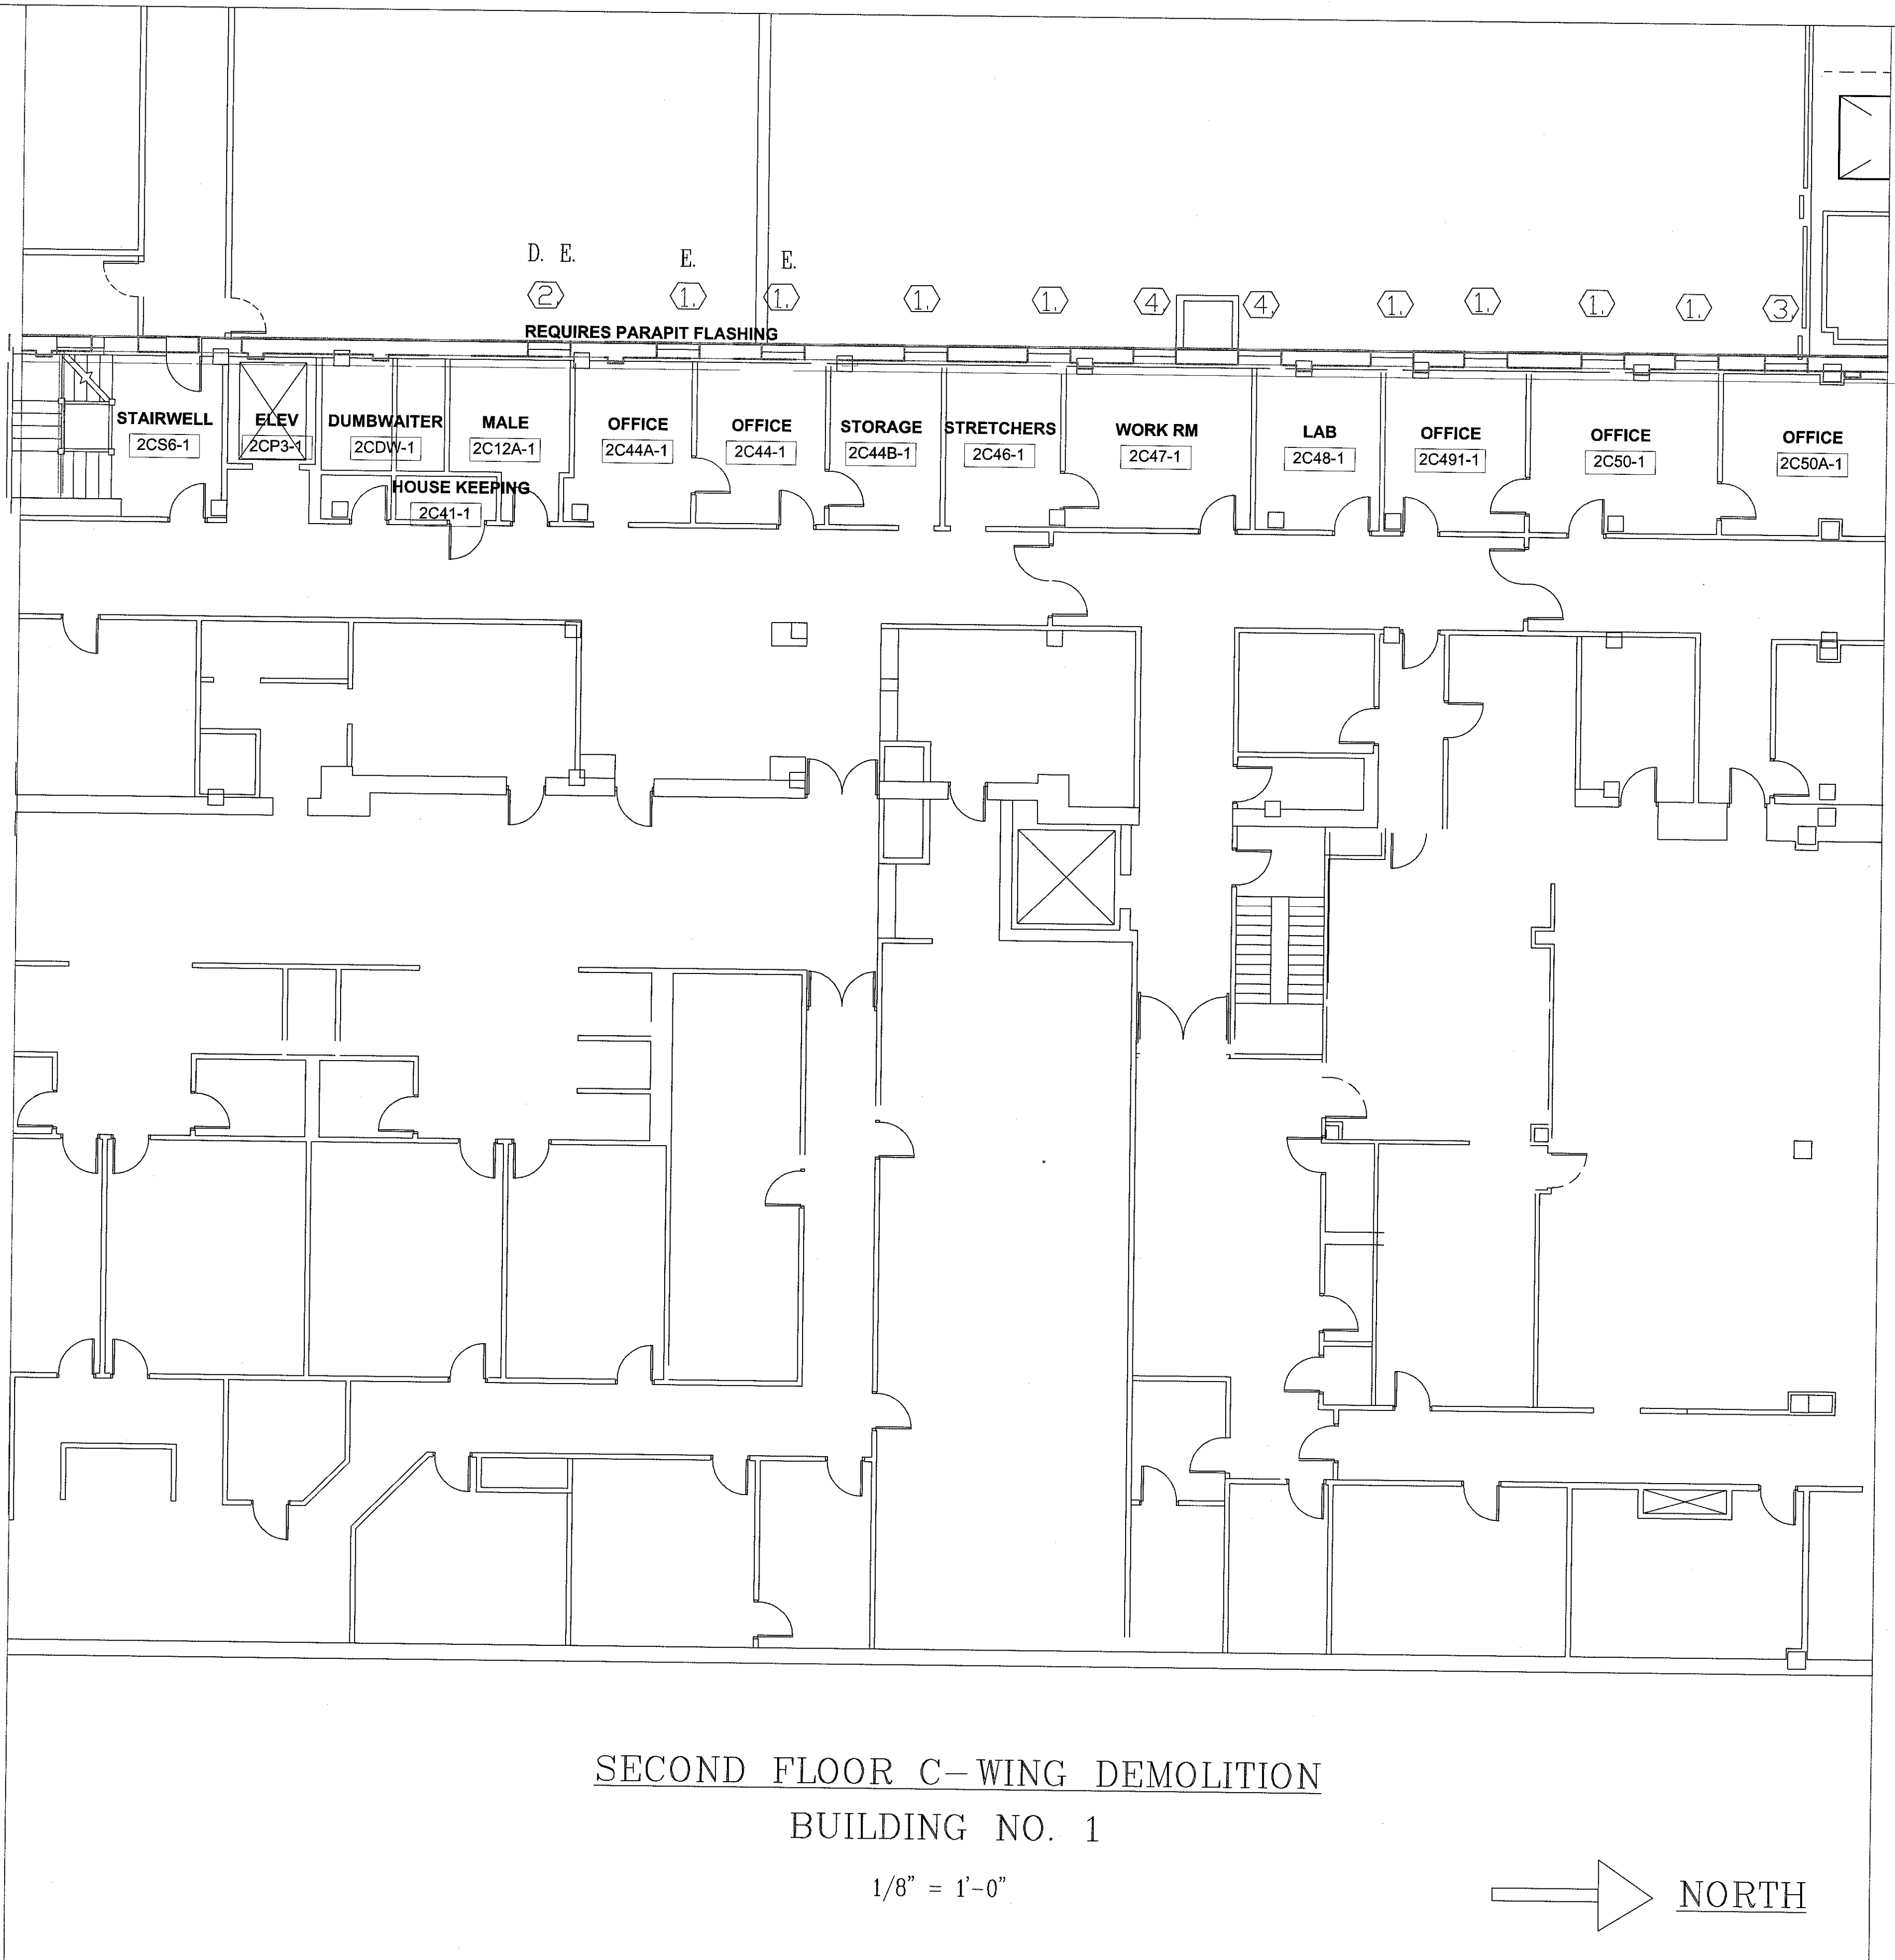 D. E.
E.
E.
2.
1.
1.
1.
1.
4.
4.
1.
1.
1.
1.
3.
REQUIRES PARAPIT FLASHING
STAIRWELL
2CS6-1
ELEV
2CP3-1
DUMBWAITER
2CDW-1
MALE
2C12A-1
OFFICE
2C44A-1
OFFICE
2C44-1
STORAGE
2C44B-1
STRETCHERS
2C46-1
WORK RM
2C47-1
LAB
2C48-1
OFFICE
2C491-1
OFFICE
2C50-1
OFFICE
2C50A-1
HOUSE KEEPING
2C41-1
SECOND FLOOR C-WING DEMOLITION
BUILDING NO. 1
1/8" = 1'-0"
NORTH